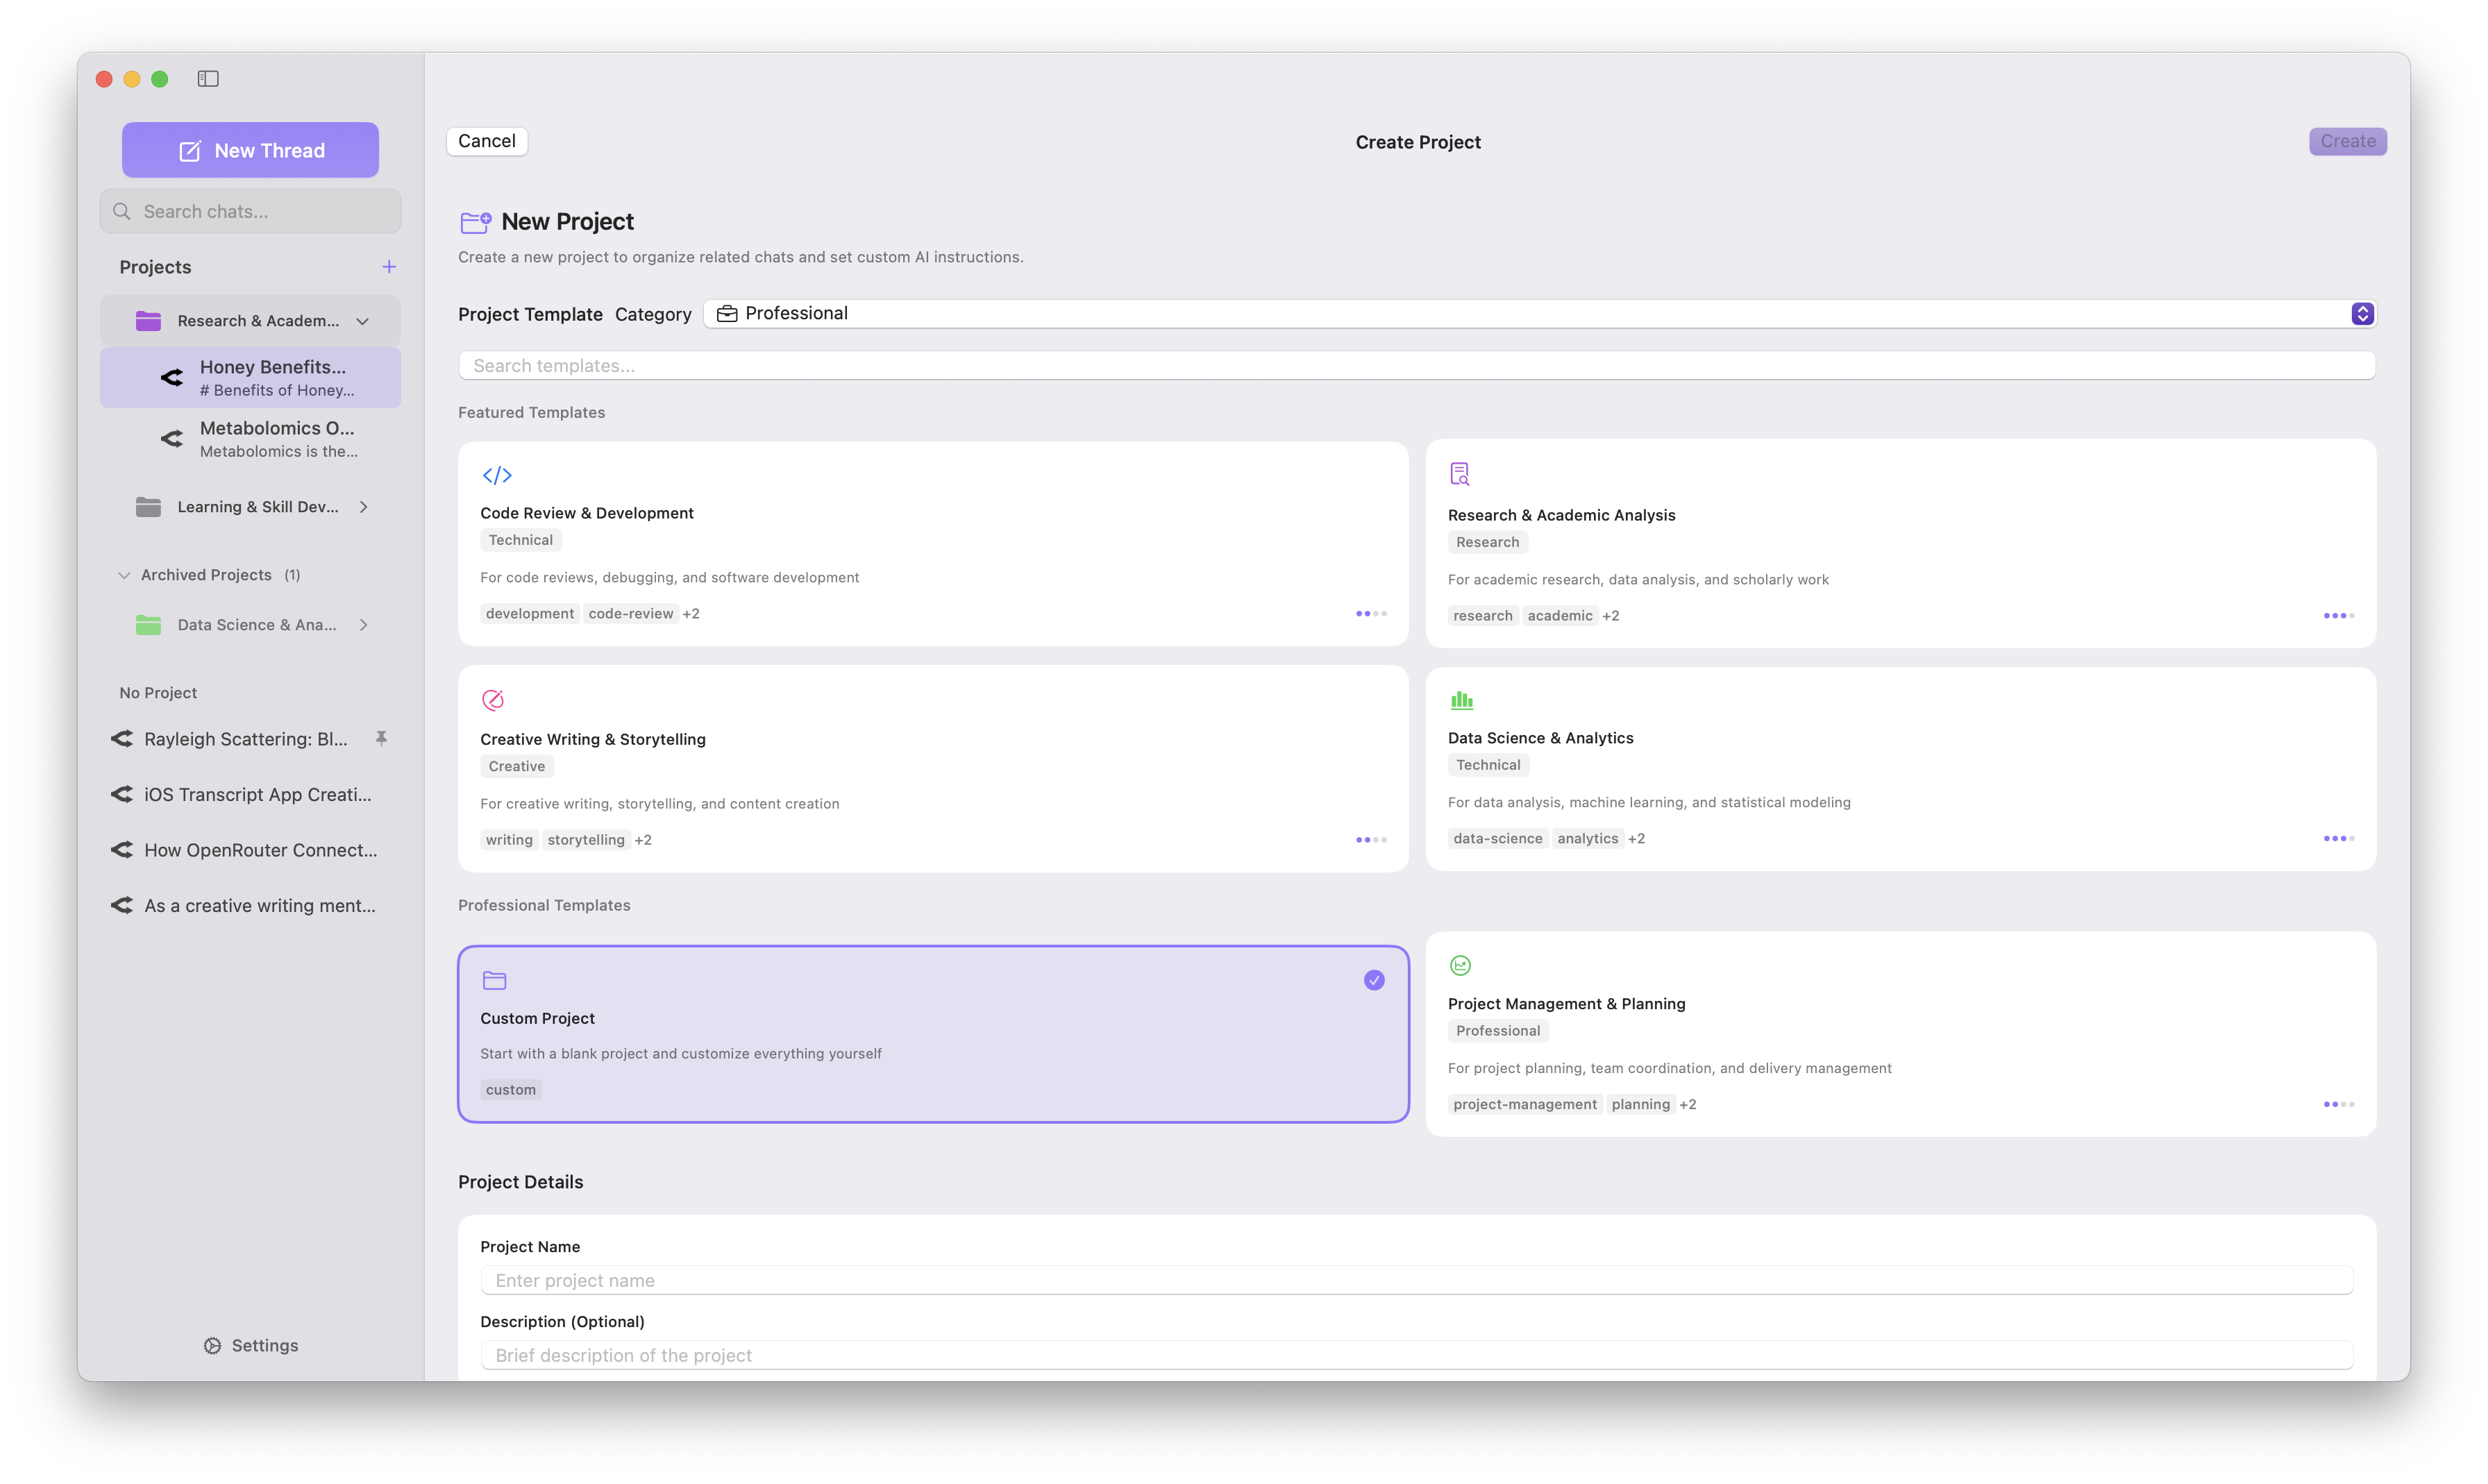 New Thread
Search chats...
Projects
Research & Academ...
Honey Benefits...
# Benefits of Honey...
Metabolomics O...
Metabolomics is the...
Learning & Skill Dev...
Archived Projects (1)
Data Science & Ana...
No Project
Rayleigh Scattering: Bl...
iOS Transcript App Creati...
How OpenRouter Connect...
As a creative writing ment...
Settings
Cancel
Create Project
Create
New Project
Create a new project to organize related chats and set custom AI instructions.
Project Template Category Professional
Search templates...
Featured Templates
Code Review & Development
Technical
For code reviews, debugging, and software development
development code-review +2
Research & Academic Analysis
Research
For academic research, data analysis, and scholarly work
research academic +2
Creative Writing & Storytelling
Creative
For creative writing, storytelling, and content creation
writing storytelling +2
Data Science & Analytics
Technical
For data analysis, machine learning, and statistical modeling
data-science analytics +2
Professional Templates
Custom Project
Start with a blank project and customize everything yourself
custom
Project Management & Planning
Professional
For project planning, team coordination, and delivery management
project-management planning +2
Project Details
Project Name
Enter project name
Description (Optional)
Brief description of the project